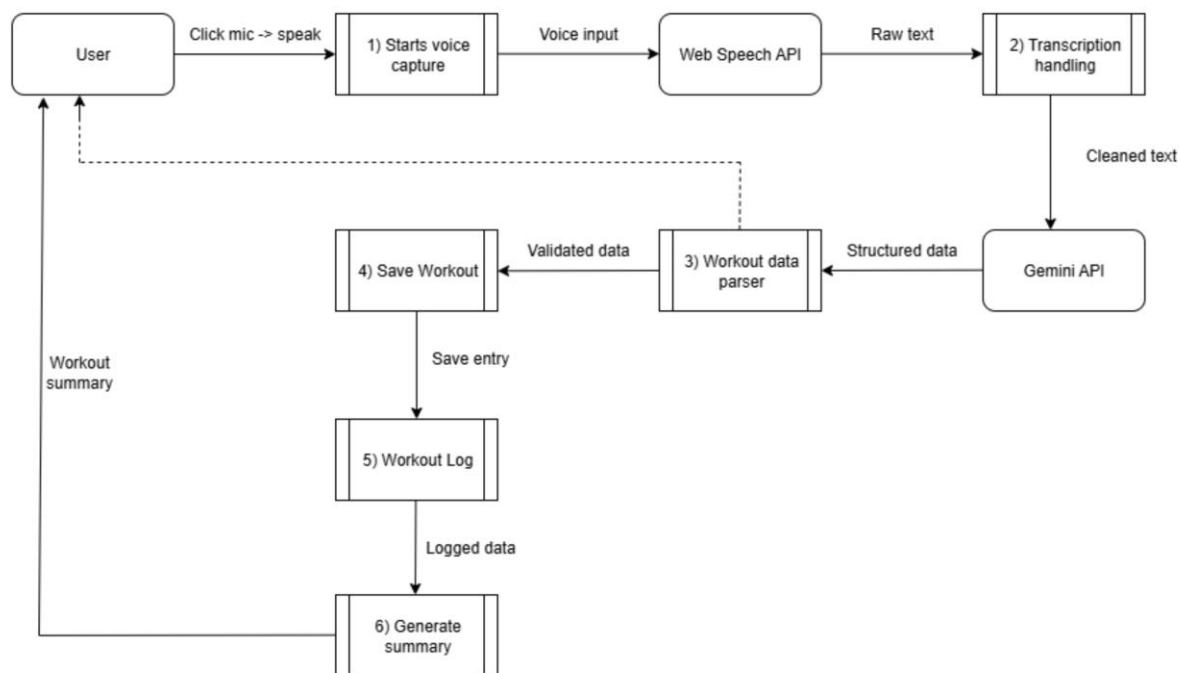 User
Click mic -> speak
1) Starts voice
capture
Voice input
Web Speech API
Raw text
2) Transcription
handling
Cleaned text
4) Save Workout
Validated data
3) Workout data
parser
Structured data
Gemini API
Workout
summary
Save entry
5) Workout Log
Logged data
6) Generate
summary